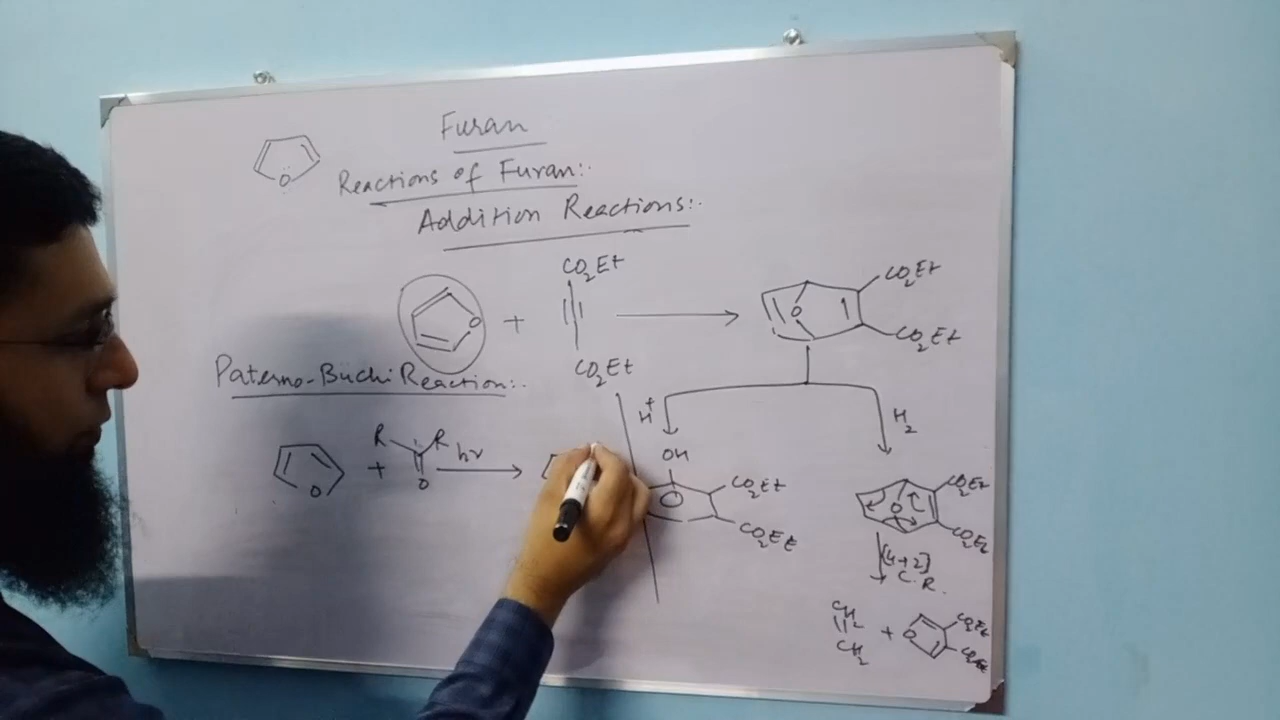 Furan
Reactions of Furan:.
O
Addition Reactions:.
O + CO2Et
CO2Et
O CO2Et
CO2Et
Paterno-Büchi Reaction:.
O + R R
O
hν
H+
H2
OH
CO2Et
CO2Et
O CO2Et
CO2Et
[4+2]
C.R.
CH2
CH2
+ O CO2Et
CO2Et